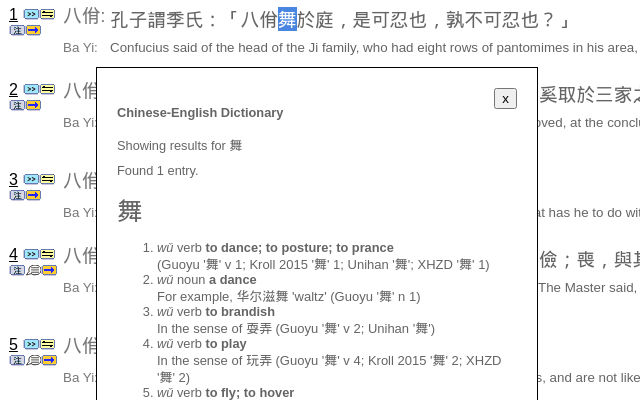 1 八佾: 孔子謂季氏：「八佾舞於庭，是可忍也，孰不可忍也？」
注
Ba Yi: Confucius said of the head of the Ji family, who had eight rows of pantomimes in his area,
x
Chinese-English Dictionary
Showing results for 舞
Found 1 entry.
舞
1. wǔ verb to dance; to posture; to prance
(Guoyu '舞' v 1; Kroll 2015 '舞' 1; Unihan '舞'; XHZD '舞' 1)
2. wǔ noun a dance
For example, 华尔滋舞 'waltz' (Guoyu '舞' n 1)
3. wǔ verb to brandish
In the sense of 耍弄 (Guoyu '舞' v 2; Unihan '舞')
4. wǔ verb to play
In the sense of 玩弄 (Guoyu '舞' v 4; Kroll 2015 '舞' 2; XHZD
'舞' 2)
5. wǔ verb to fly; to hover
2 八佾 奚取於三家
注
Ba Yi: oved, at the conclu
3 八佾
注
Ba Yi: at has he to do wit
4 八佾 儉；喪，與其
注
Ba Yi: The Master said,
5 八佾
注
Ba Yi: s, and are not like